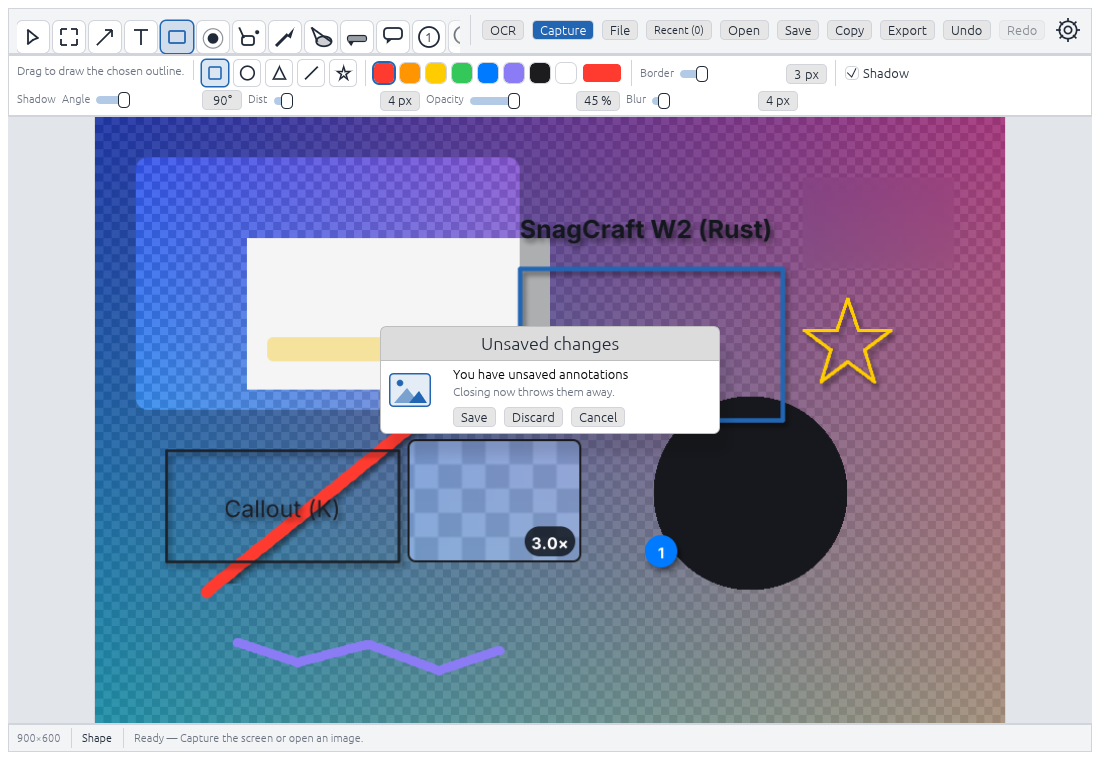 1 OCR Capture File Recent (0) Open Save Copy Export Undo Redo
Drag to draw the chosen outline. Border 3 px Shadow
Shadow Angle 90° Dist 4 px Opacity 45 % Blur 4 px
SnagCraft W2 (Rust)
Unsaved changes
You have unsaved annotations
Closing now throws them away.
Save Discard Cancel
Callout (K)
3.0×
1
900×600 Shape Ready — Capture the screen or open an image.